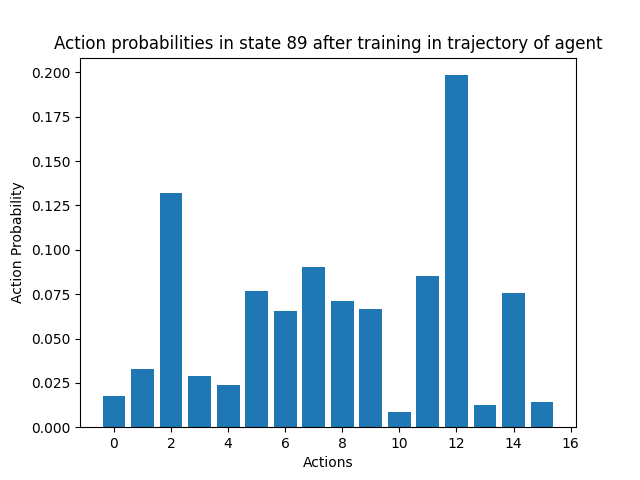 Action probabilities in state 89 after training in trajectory of agent
0.200
0.175
0.150
0.125
0.100
0.075
0.050
0.025
0.000
Action Probability
0 2 4 6 8 10 12 14 16
Actions